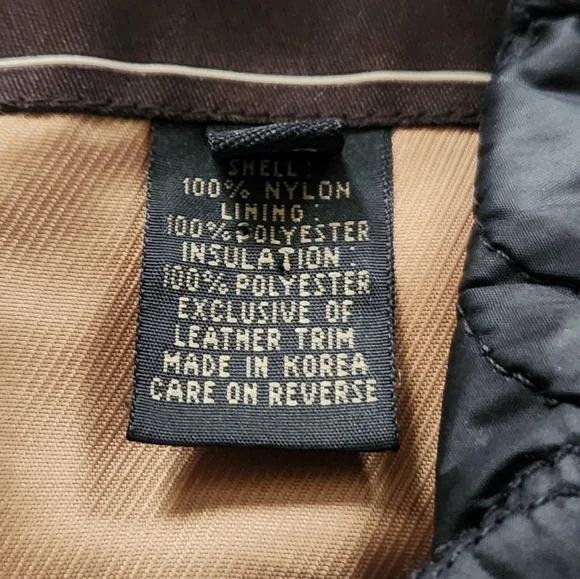 SHELL:
100% NYLON
LINING:
100% POLYESTER
INSULATION:
100% POLYESTER
EXCLUSIVE OF
LEATHER TRIM
MADE IN KOREA
CARE ON REVERSE